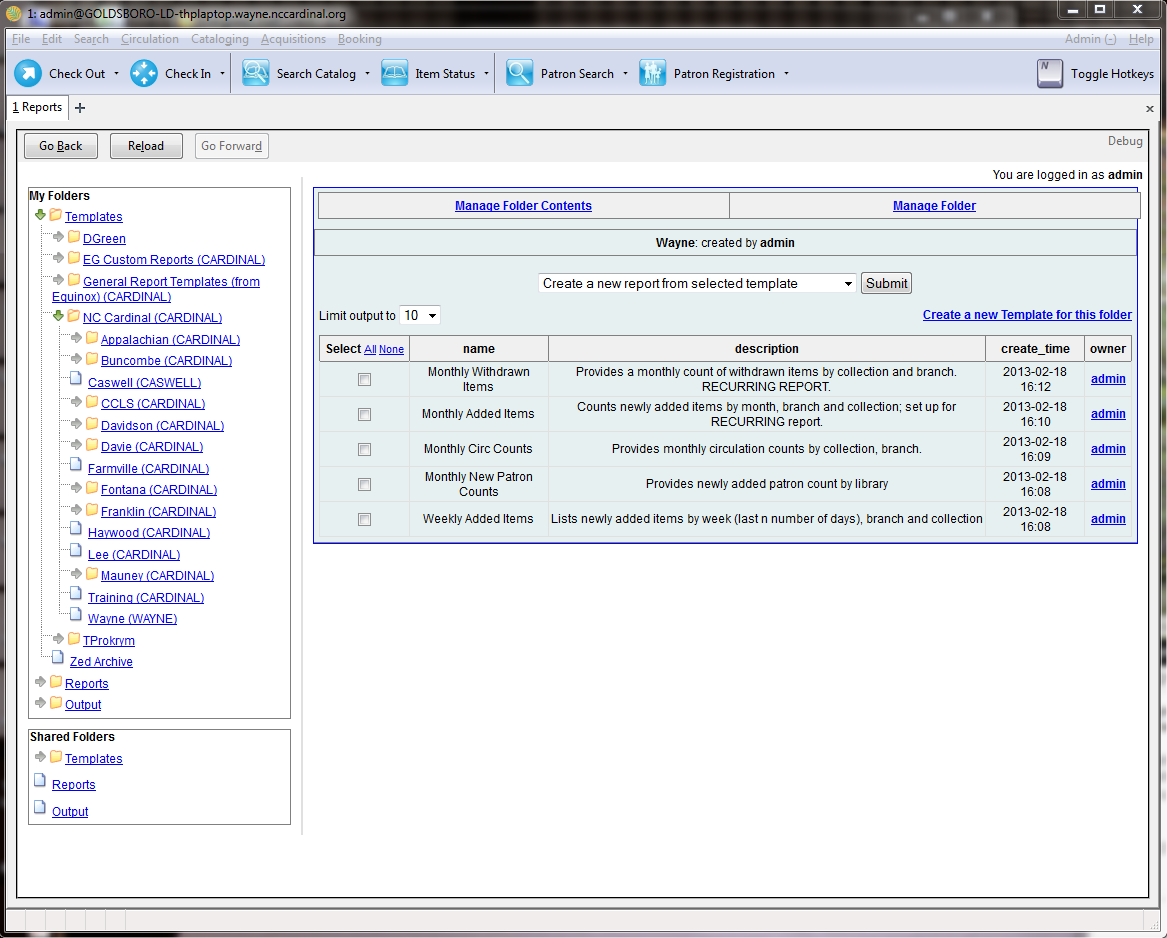 1: admin@GOLDSBORO-LD-thplaptop.wayne.nccardinal.org
File Edit Search Circulation Cataloging Acquisitions Booking Admin (-) Help
Check Out Check In Search Catalog Item Status Patron Search Patron Registration N Toggle Hotkeys
1 Reports + x
Go Back Reload Go Forward Debug
You are logged in as admin
My Folders
Templates
DGreen
EG Custom Reports (CARDINAL)
General Report Templates (from
Equinox) (CARDINAL)
NC Cardinal (CARDINAL)
Appalachian (CARDINAL)
Buncombe (CARDINAL)
Caswell (CASWELL)
CCLS (CARDINAL)
Davidson (CARDINAL)
Davie (CARDINAL)
Farmville (CARDINAL)
Fontana (CARDINAL)
Franklin (CARDINAL)
Haywood (CARDINAL)
Lee (CARDINAL)
Mauney (CARDINAL)
Training (CARDINAL)
Wayne (WAYNE)
TProkrym
Zed Archive
Reports
Output
Shared Folders
Templates
Reports
Output
Manage Folder Contents Manage Folder
Wayne: created by admin
Create a new report from selected template Submit
Limit output to 10 Create a new Template for this folder
Select All None name description create_time owner
Monthly Withdrawn Provides a monthly count of withdrawn items by collection and branch. 2013-02-18 admin
Items RECURRING REPORT. 16:12
Monthly Added Items Counts newly added items by month, branch and collection; set up for 2013-02-18 admin
RECURRING report. 16:10
Monthly Circ Counts Provides monthly circulation counts by collection, branch. 2013-02-18 admin
16:09
Monthly New Patron Provides newly added patron count by library 2013-02-18 admin
Counts 16:08
Weekly Added Items Lists newly added items by week (last n number of days), branch and collection 2013-02-18 admin
16:08